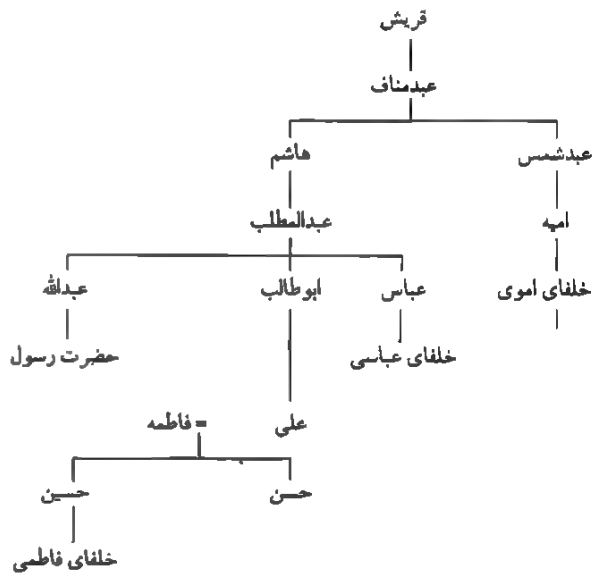 قریش
عبدمناف
عبدشمس هاشم
امیه عبدالمطلب
خلفای اموی عباس ابوطالب عبدالله
خلفای عباسی حضرت رسول
علی = فاطمه
حسن حسین
خلفای فاطمی